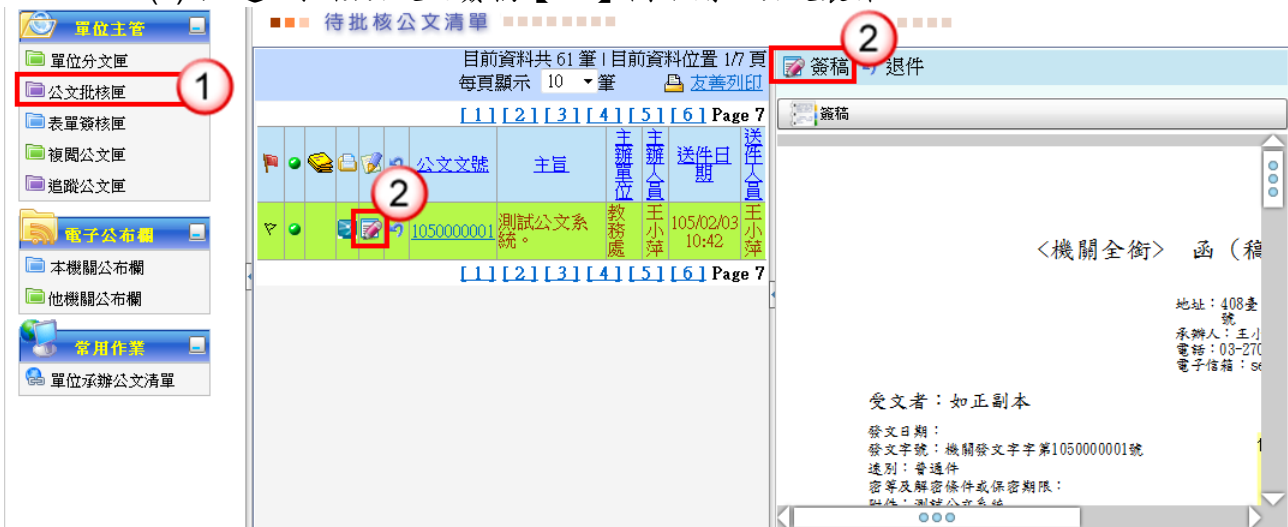 單位主管
單位分文匣
公文批核匣
1
表單簽核匣
複閱公文匣
追蹤公文匣
電子公布欄
本機關公布欄
他機關公布欄
常用作業
單位承辦公文清單
待批核公文清單
目前資料共 61 筆 | 目前資料位置 1/7 頁
每頁顯示 10 筆 友善列印
[1] [2] [3] [4] [5] [6] Page 7
公文文號 主旨 主辦單位 主辦人員 送件日期 送件人員
2
1050000001 測試公文系統。 教務處 王小萍 105/02/03 10:42 王小萍
[1] [2] [3] [4] [5] [6] Page 7
2
簽稿 退件
簽稿
<機關全銜> 函（稿
地址：408臺
號
承辦人：王小
電話：03-270
電子信箱：se
受文者：如正副本
發文日期：
發文字號：機關發文字字第1050000001號
速別：普通件
密等及解密條件或保密期限：
附件：測試公文系統